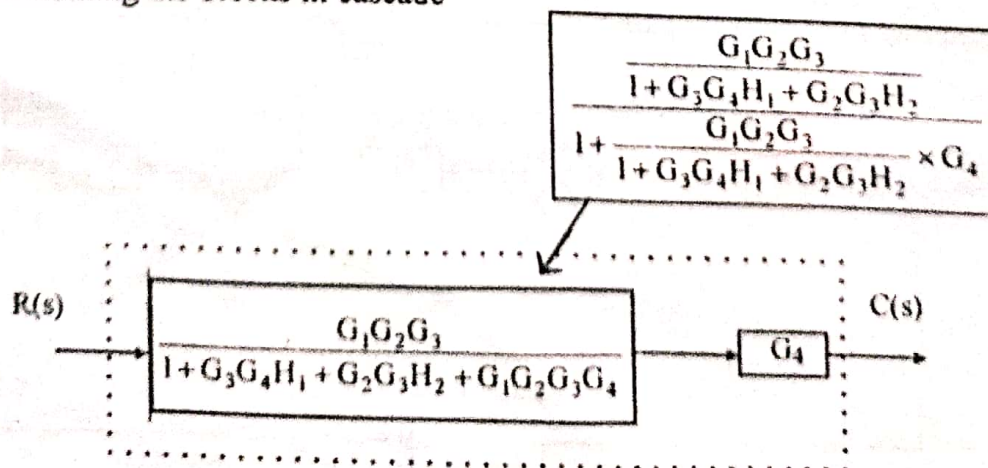 the blocks in cascade
G₁G₂G₃
1+G₃G₄H₁+G₂G₃H₂
1+ G₁G₂G₃ ×G₄
1+G₃G₄H₁+G₂G₃H₂
R(s)
C(s)
G₁G₂G₃
1+G₃G₄H₁+G₂G₃H₂+G₁G₂G₃G₄
G₄